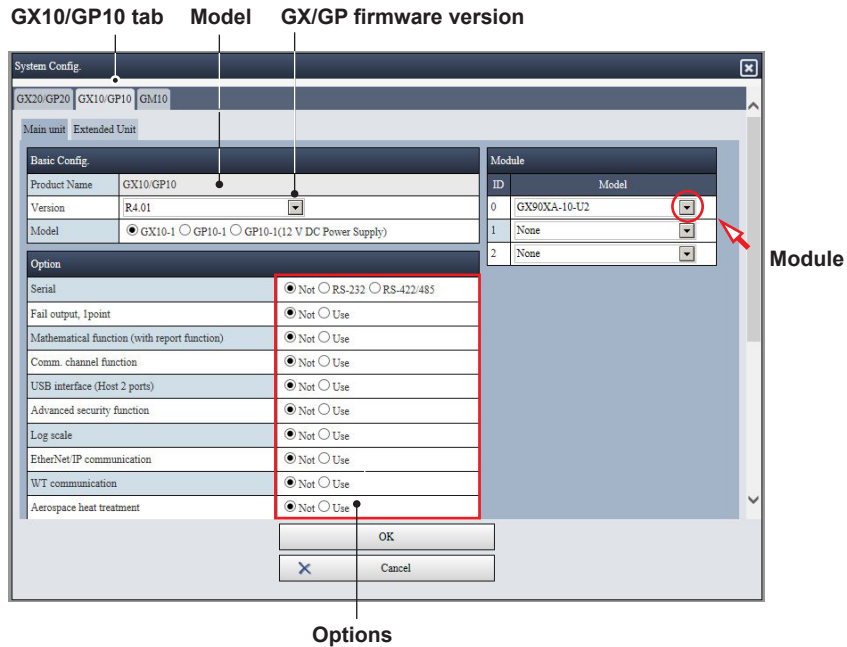 GX10/GP10 tab Model GX/GP firmware version
System Config.
GX20/GP20 GX10/GP10 GM10
Main unit Extended Unit
Basic Config.
Product Name GX10/GP10
Version R4.01
Model GX10-1 GP10-1 GP10-1(12 V DC Power Supply)
Module
ID Model
0 GX90XA-10-U2
1 None
2 None
Module
Option
Serial Not RS-232 RS-422/485
Fail output, 1point Not Use
Mathematical function (with report function) Not Use
Comm. channel function Not Use
USB interface (Host 2 ports) Not Use
Advanced security function Not Use
Log scale Not Use
EtherNet/IP communication Not Use
WT communication Not Use
Aerospace heat treatment Not Use
OK
Cancel
Options